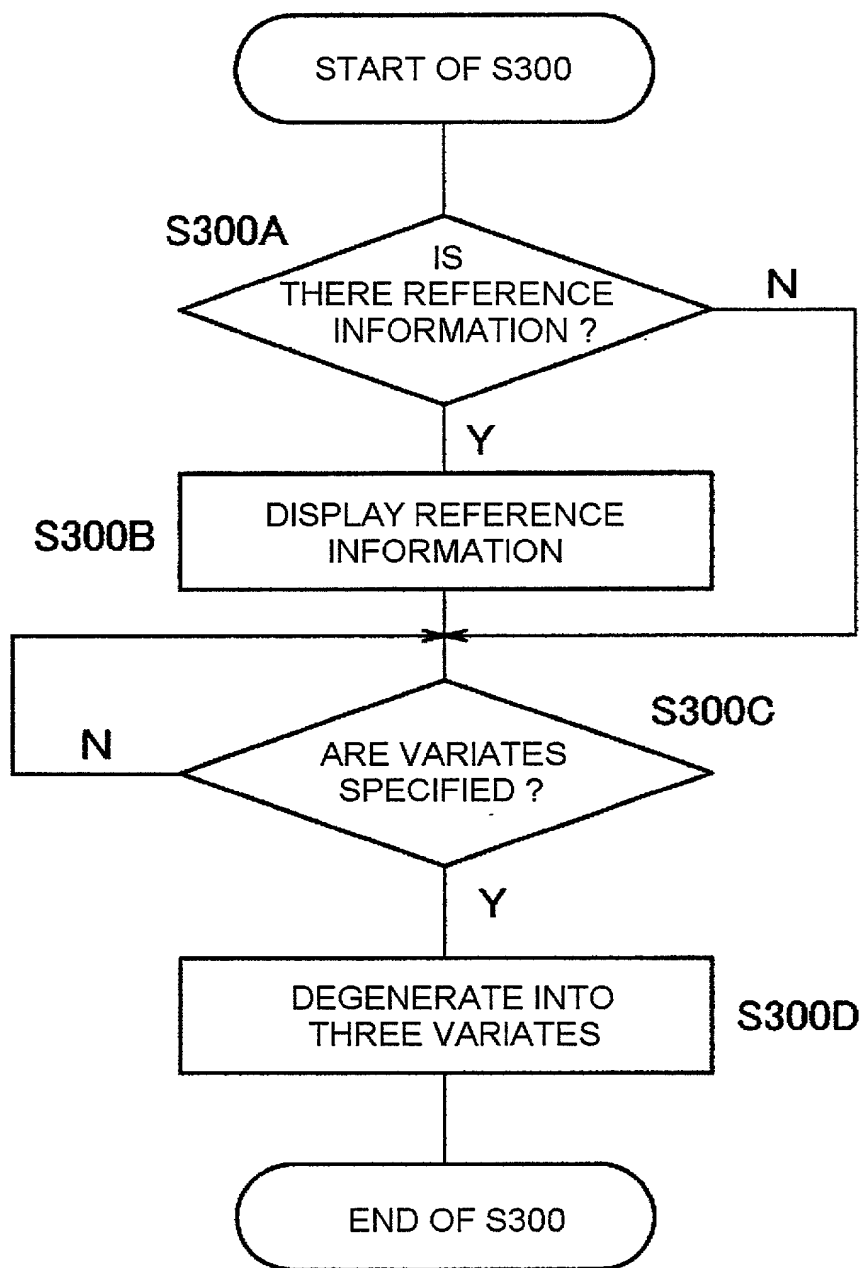 START OF S300
S300A
IS
THERE REFERENCE
INFORMATION ?
N
Y
S300B
DISPLAY REFERENCE
INFORMATION
S300C
N
ARE VARIATES
SPECIFIED ?
Y
DEGENERATE INTO
THREE VARIATES
S300D
END OF S300